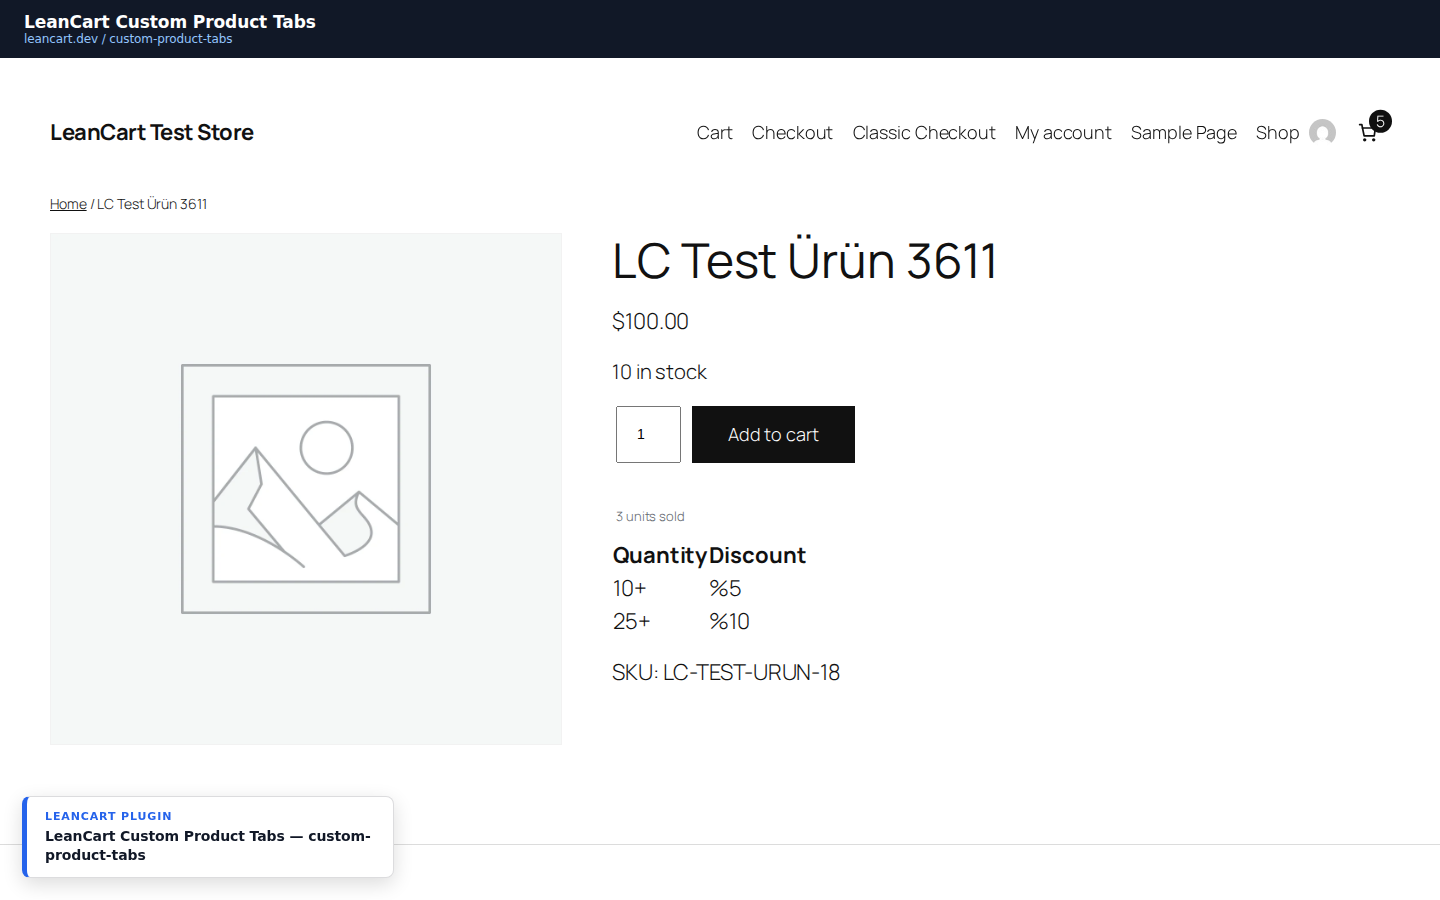 LeanCart Custom Product Tabs
leancart.dev / custom-product-tabs
LeanCart Test Store
Cart Checkout Classic Checkout My account Sample Page Shop 5
Home / LC Test Ürün 3611
LC Test Ürün 3611
$100.00
10 in stock
1 Add to cart
3 units sold
Quantity Discount
10+ %5
25+ %10
SKU: LC-TEST-URUN-18
LEANCART PLUGIN
LeanCart Custom Product Tabs — custom-
product-tabs